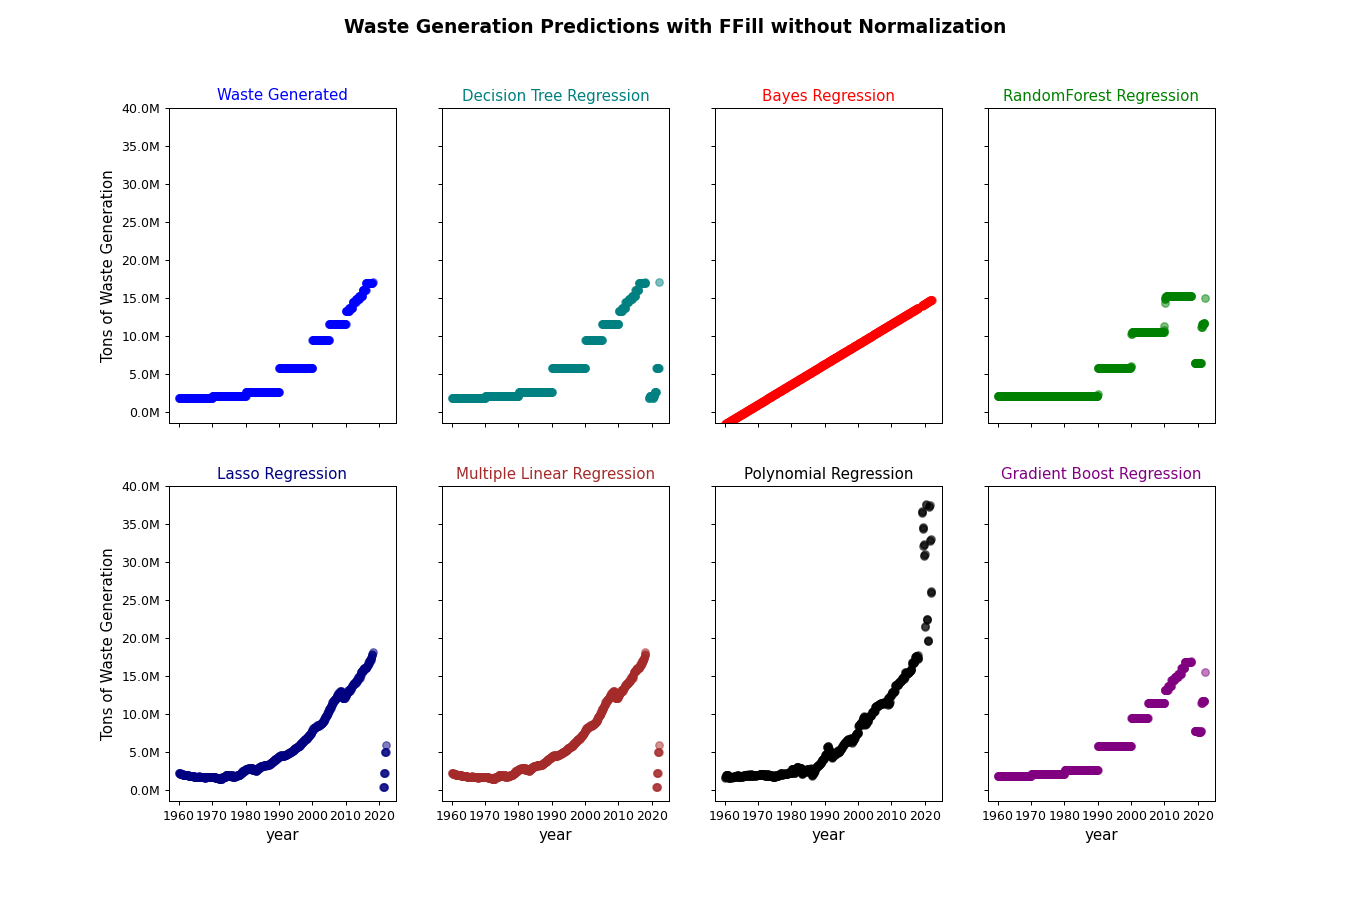 Waste Generation Predictions with FFill without Normalization
Waste Generated
Decision Tree Regression
Bayes Regression
RandomForest Regression
40.0M
35.0M
30.0M
25.0M
20.0M
15.0M
10.0M
5.0M
0.0M
Tons of Waste Generation
1960 1970 1980 1990 2000 2010 2020
Lasso Regression
Multiple Linear Regression
Polynomial Regression
Gradient Boost Regression
40.0M
35.0M
30.0M
25.0M
20.0M
15.0M
10.0M
5.0M
0.0M
Tons of Waste Generation
1960 1970 1980 1990 2000 2010 2020
1960 1970 1980 1990 2000 2010 2020
1960 1970 1980 1990 2000 2010 2020
year
year
year
year